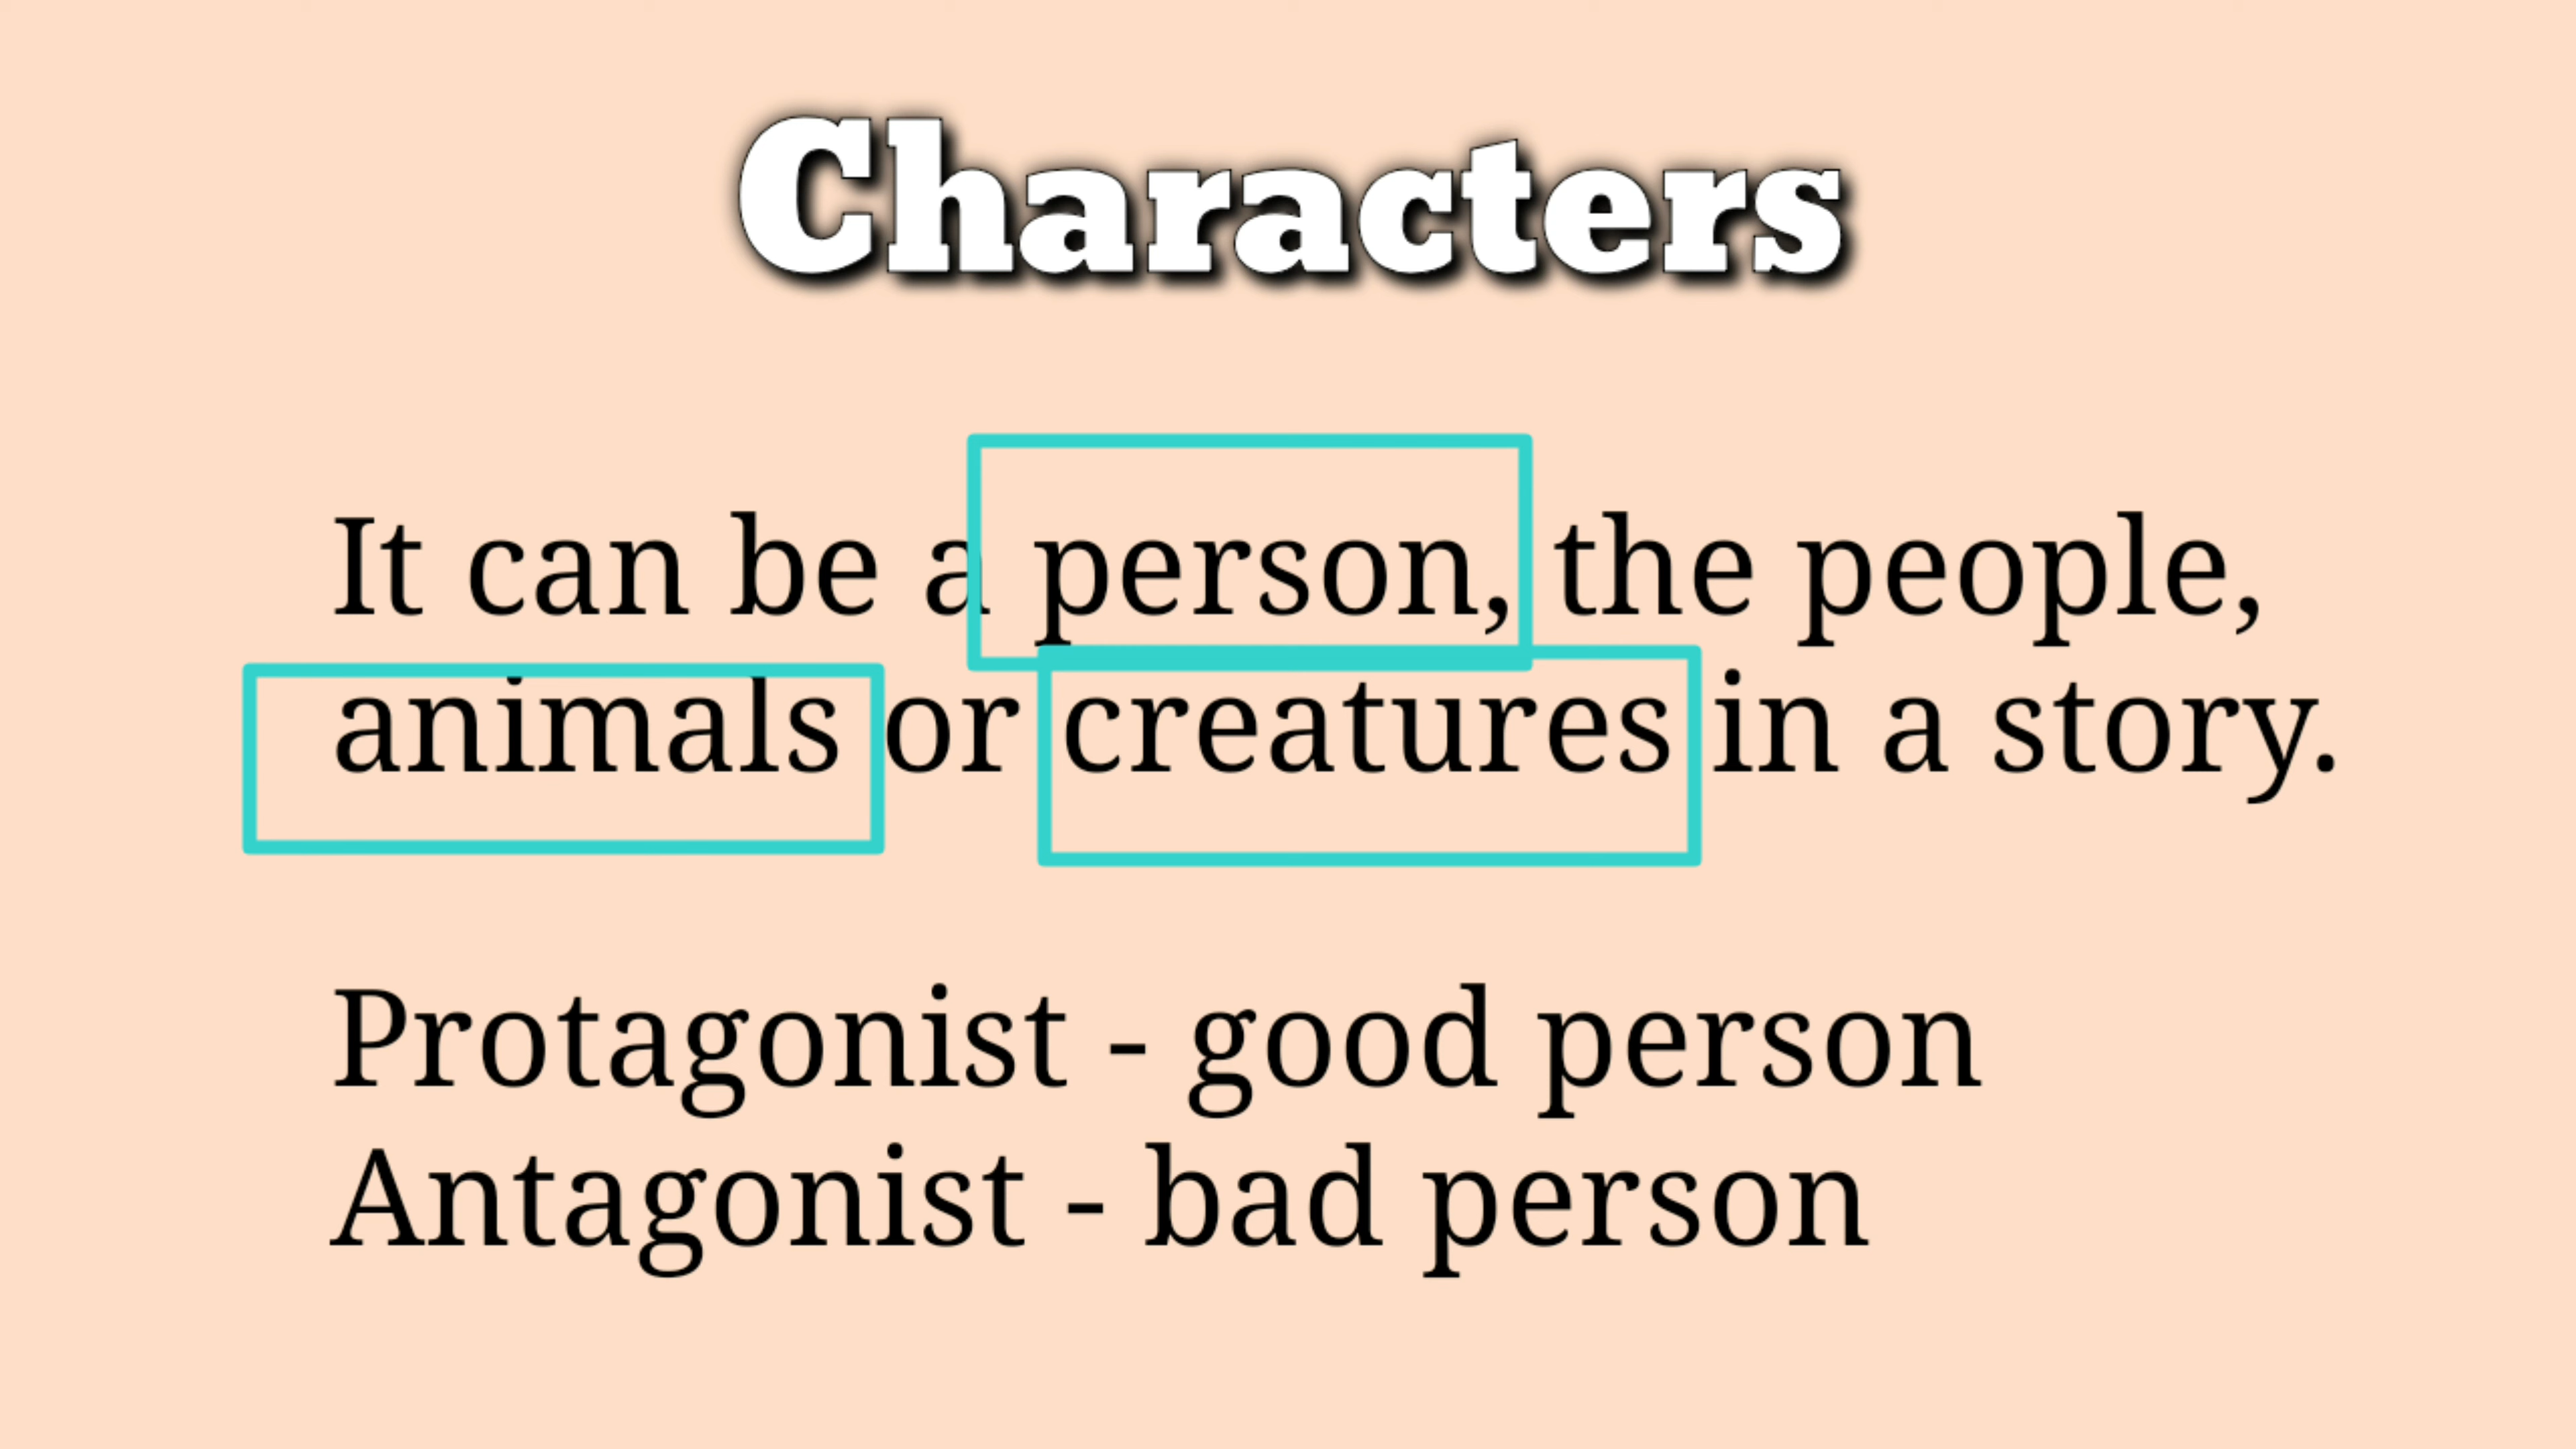 Characters
It can be a person, the people,
animals or creatures in a story.
Protagonist - good person
Antagonist - bad person